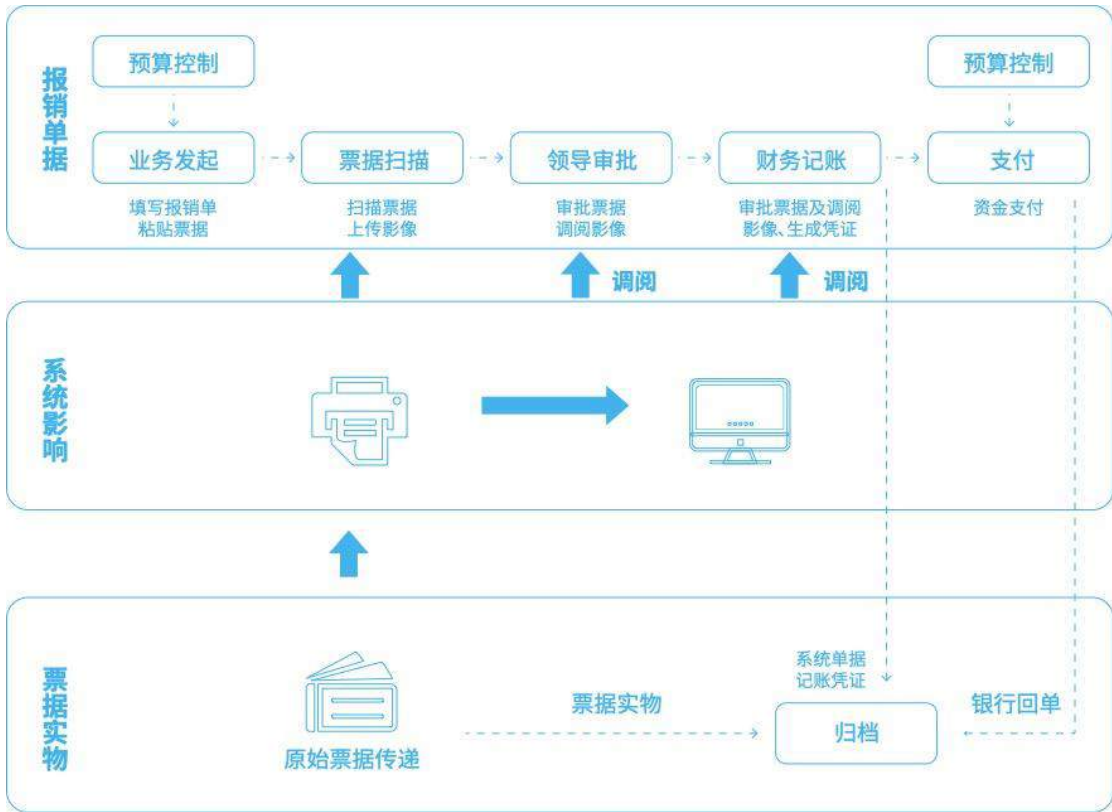 报销单据
预算控制
预算控制
业务发起
票据扫描
领导审批
财务记账
支付
填写报销单
粘贴票据
扫描票据
上传影像
审批票据
调阅影像
审批票据及调阅
影像、生成凭证
资金支付
调阅
调阅
系统影响
票据实物
原始票据传递
票据实物
系统单据
记账凭证
归档
银行回单